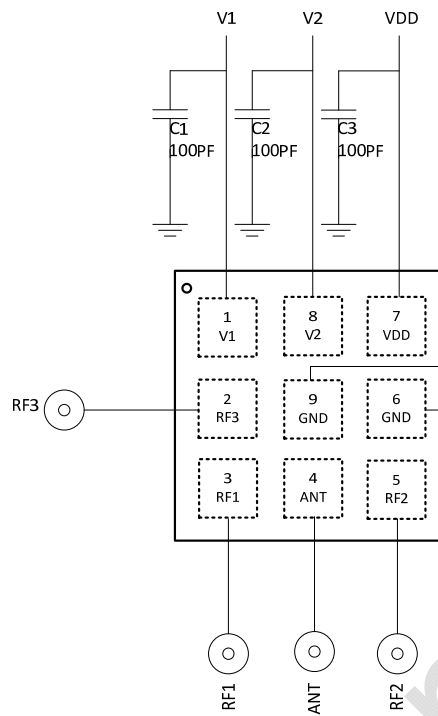 V1
V2
VDD
C1
100PF
C2
100PF
C3
100PF
1
V1
8
V2
7
VDD
RF3
2
RF3
9
GND
6
GND
3
RF1
4
ANT
5
RF2
RF1
ANT
RF2